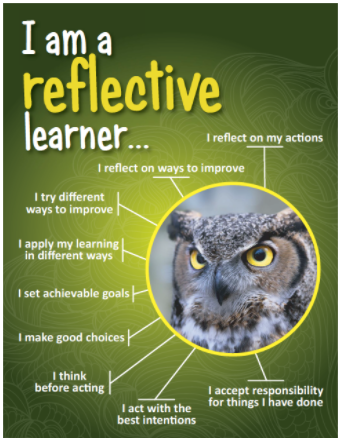 I am a
reflective
learner...
I reflect on my actions
I reflect on ways to improve
I try different
ways to improve
I apply my learning
in different ways
I set achievable goals
I make good choices
I think
before acting
I act with the
best intentions
I accept responsibility
for things I have done